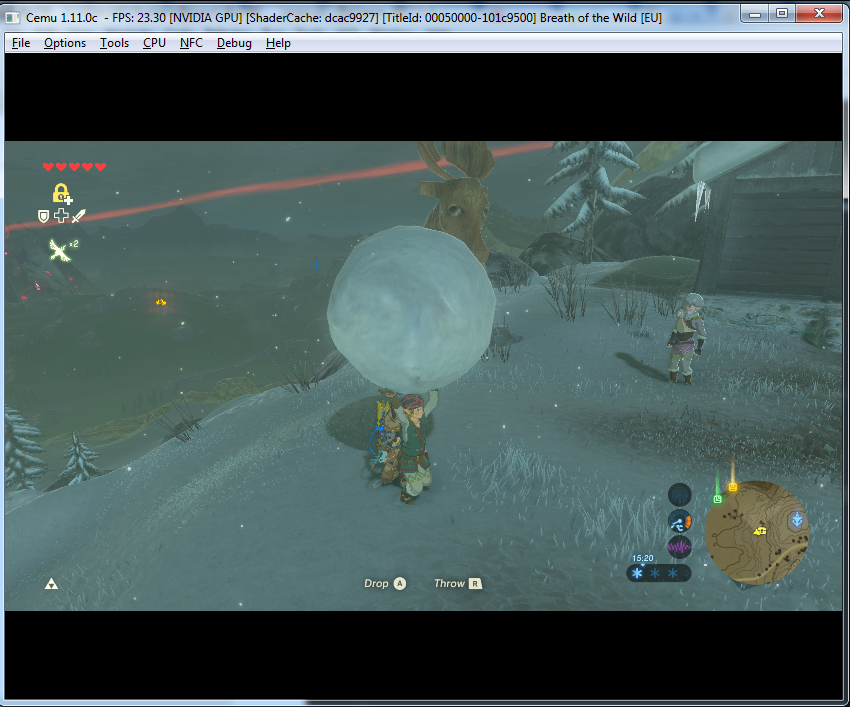 Cemu 1.11.0c - FPS: 23.30 [NVIDIA GPU] [ShaderCache: dcac9927] [TitleId: 00050000-101c9500] Breath of the Wild [EU]
File Options Tools CPU NFC Debug Help
x2
15:20
Drop A Throw R